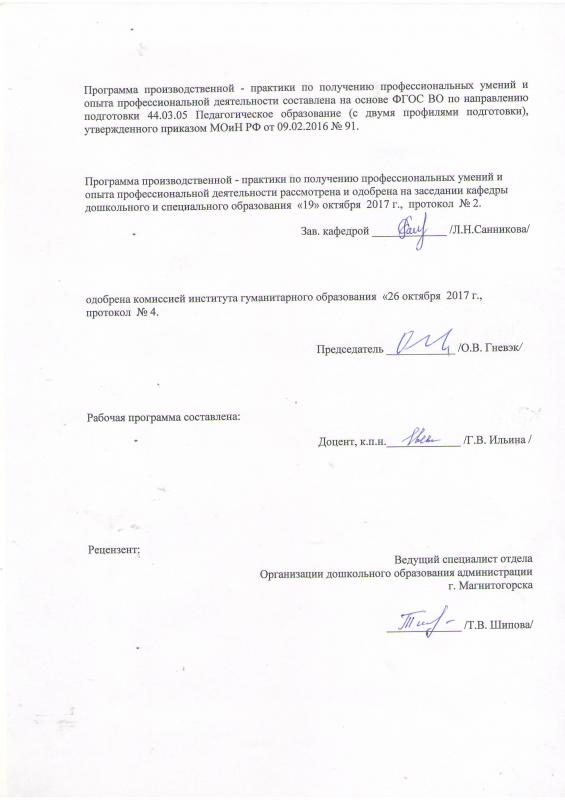 Программа производственной - практики по получению профессиональных умений и
опыта профессиональной деятельности составлена на основе ФГОС ВО по направлению
подготовки 44.03.05 Педагогическое образование (с двумя профилями подготовки),
утвержденного приказом МОиН РФ от 09.02.2016 № 91.
Программа производственной - практики по получению профессиональных умений и
опыта профессиональной деятельности рассмотрена и одобрена на заседании кафедры
дошкольного и специального образования «19» октября 2017 г., протокол № 2.
Зав. кафедрой ____________ /Л.Н.Санникова/
одобрена комиссией института гуманитарного образования «26 октября 2017 г.,
протокол № 4.
Председатель ____________ /О.В. Гневэк/
Рабочая программа составлена:
Доцент, к.п.н.____________ /Г.В. Ильина /
Рецензент:
Ведущий специалист отдела
Организации дошкольного образования администрации
г. Магнитогорска
____________ /Т.В. Шипова/